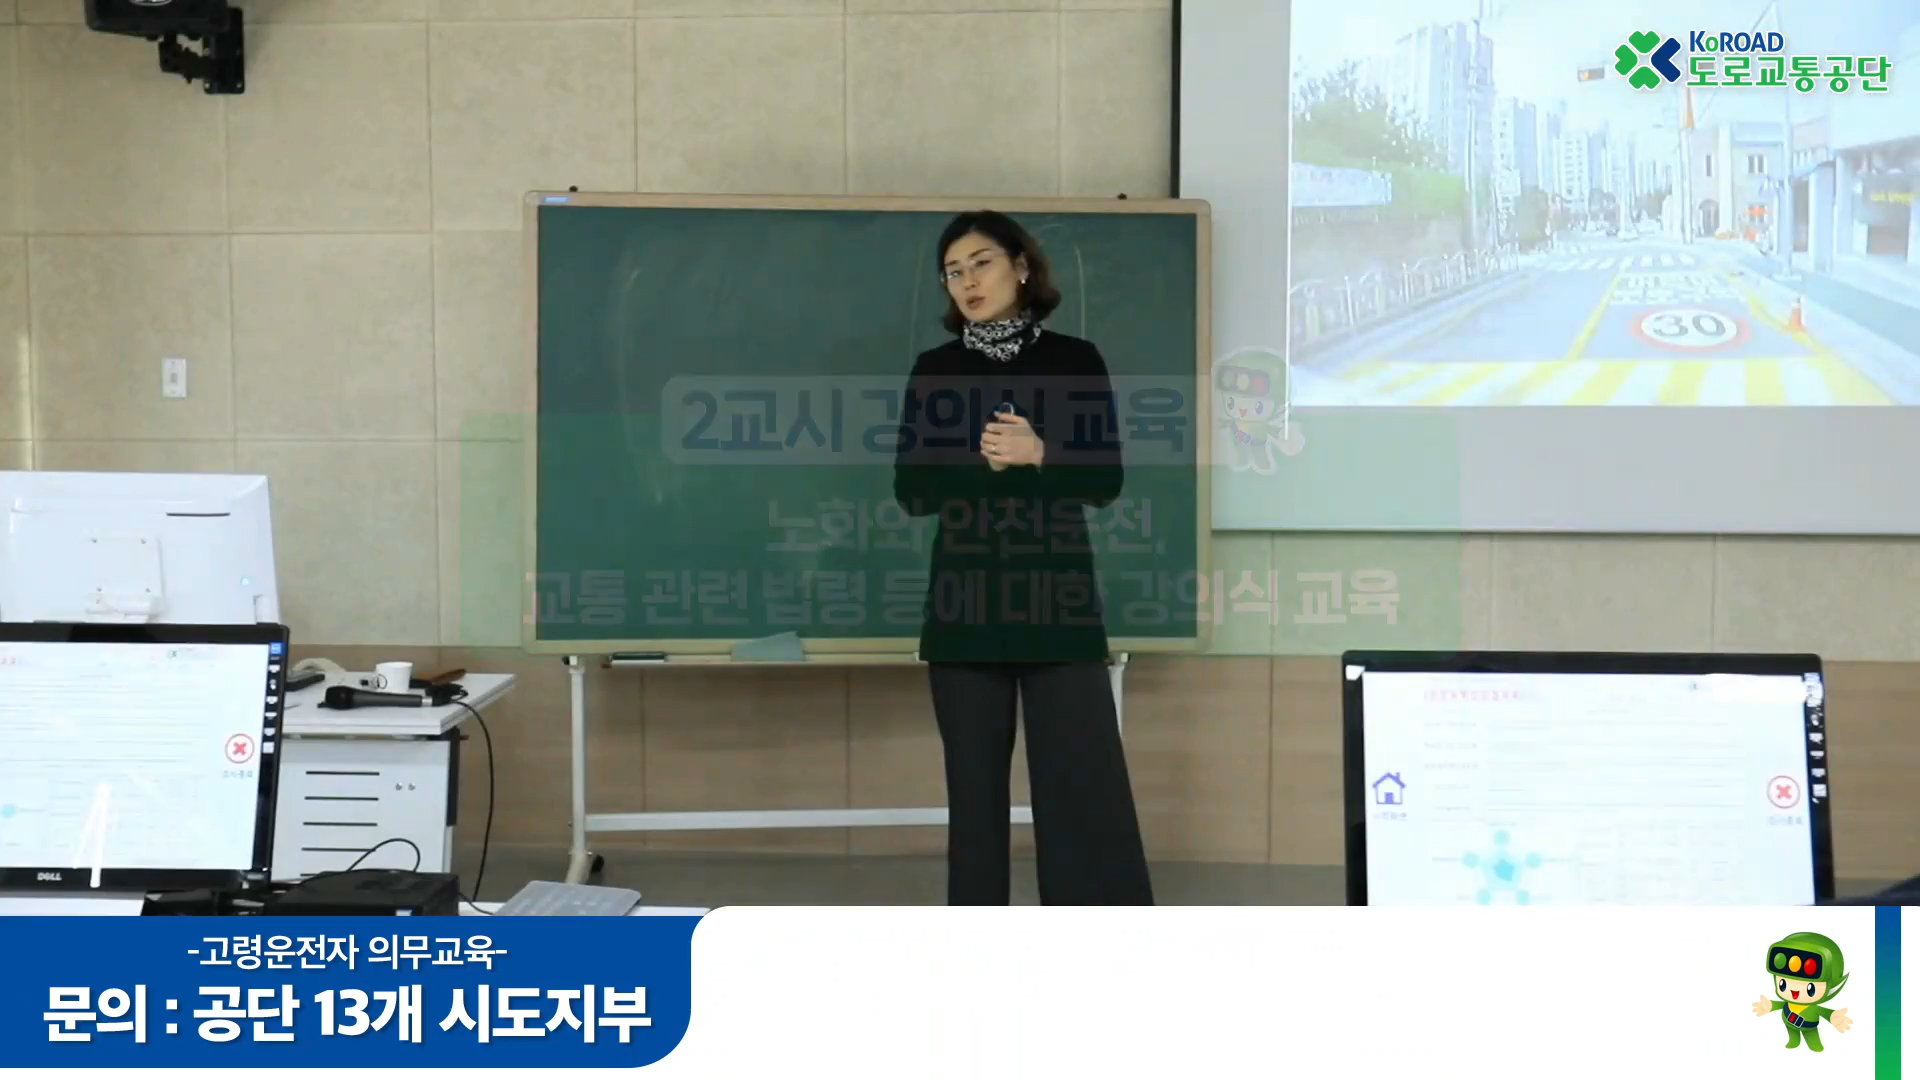 KoROAD
도로교통공단
30
2교시 강의식 교육
노화와 안전운전,
교통 관련 법령 등에 대한 강의식 교육
DELL
-고령운전자 의무교육-
문의 : 공단 13개 시도지부